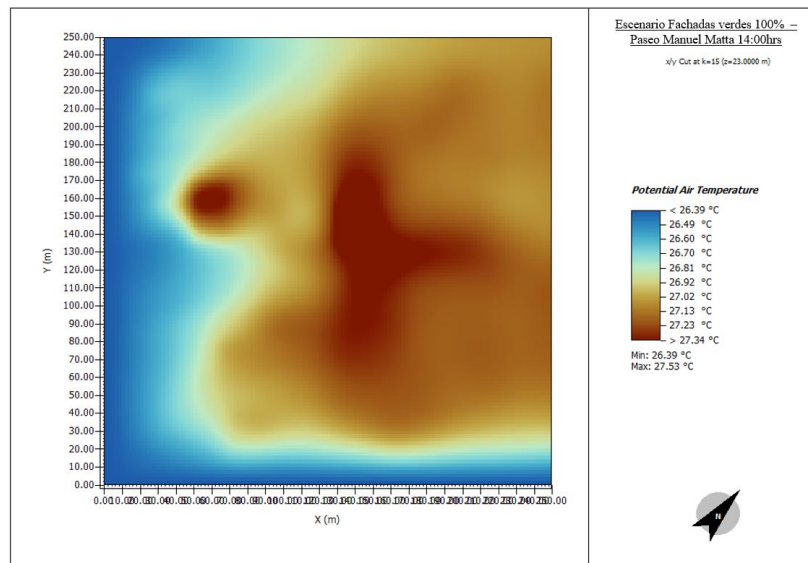 Escenario Fachadas verdes 100% –
Paseo Manuel Matta 14:00hrs
x/y Cut at k=15 (z=23.0000 m)
250.00
240.00
230.00
220.00
210.00
200.00
190.00
180.00
170.00
160.00
150.00
140.00
130.00
120.00
110.00
100.00
90.00
80.00
70.00
60.00
50.00
40.00
30.00
20.00
10.00
0.00
Y (m)
X (m)
Potential Air Temperature
< 26.39 °C
26.49 °C
26.60 °C
26.70 °C
26.81 °C
26.92 °C
27.02 °C
27.13 °C
27.23 °C
> 27.34 °C
Min: 26.39 °C
Max: 27.53 °C
N